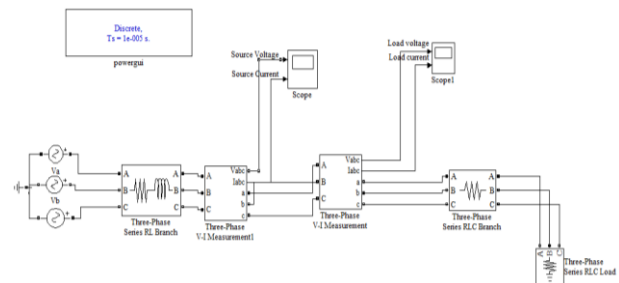 Discrete,
Ts = 1e-005 s.
powergui
Source Voltage
Source Current
Scope
Load voltage
Load current
Scope1
Va
Vb
A
B
C
A
B
C
Three-Phase
Series RL Branch
A
B
C
Vabc
Iabc
a
b
c
Three-Phase
V-I Measurement1
A
B
C
Vabc
Iabc
a
b
c
Three-Phase
V-I Measurement
A
B
C
A
B
C
Three-Phase
Series RLC Branch
A B C
Three-Phase
Series RLC Load